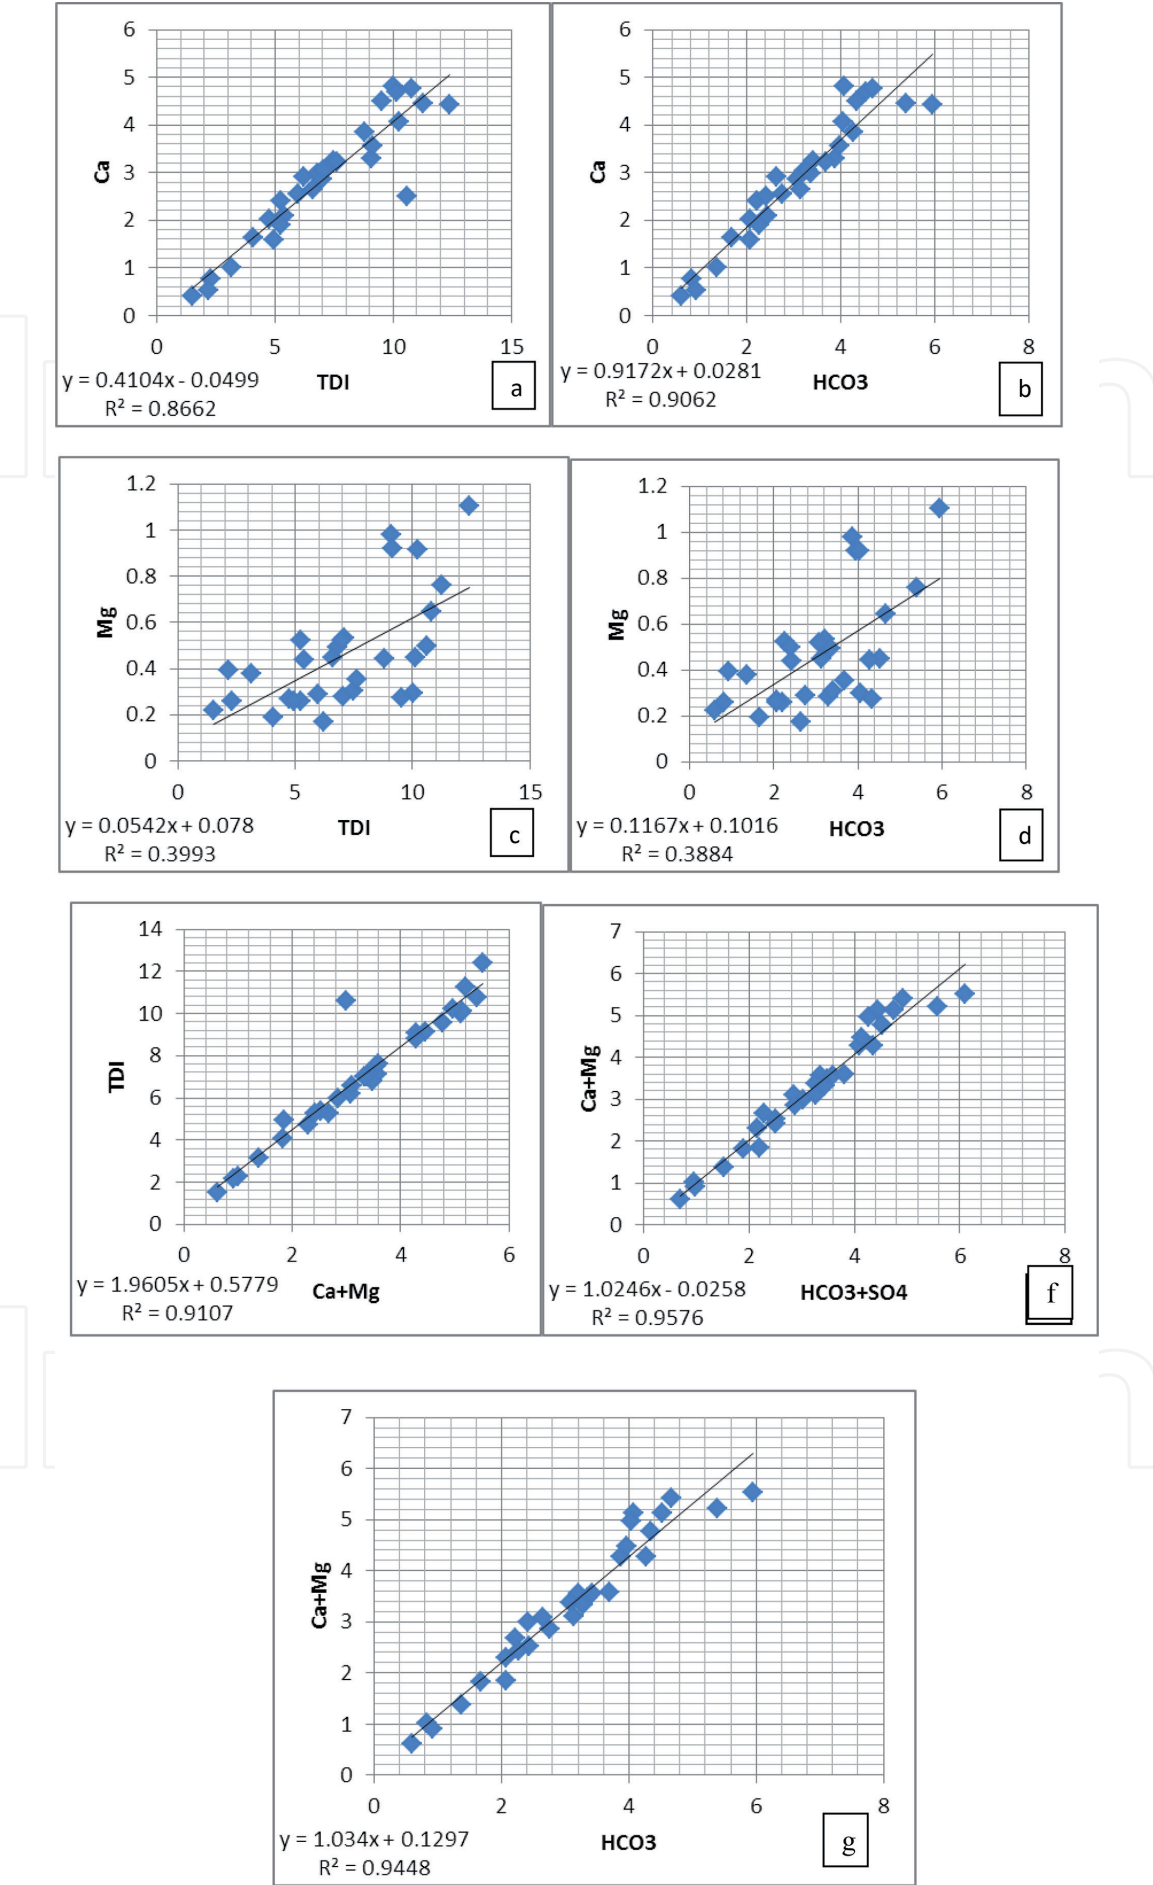 6
5
4
3
2
1
0
Ca
0 5 10 15
y = 0.4104x - 0.0499
R² = 0.8662
TDI
a
6
5
4
3
2
1
0
Ca
0 2 4 6 8
y = 0.9172x + 0.0281
R² = 0.9062
HCO3
b
1.2
1
0.8
0.6
0.4
0.2
0
Mg
0 5 10 15
y = 0.0542x + 0.078
R² = 0.3993
TDI
c
1.2
1
0.8
0.6
0.4
0.2
0
Mg
0 2 4 6 8
y = 0.1167x + 0.1016
R² = 0.3884
HCO3
d
14
12
10
8
6
4
2
0
TDI
0 2 4 6
y = 1.9605x + 0.5779
R² = 0.9107
Ca+Mg
7
6
5
4
3
2
1
0
Ca+Mg
0 2 4 6 8
y = 1.0246x - 0.0258
R² = 0.9576
HCO3+SO4
f
7
6
5
4
3
2
1
0
Ca+Mg
0 2 4 6 8
y = 1.034x + 0.1297
R² = 0.9448
HCO3
g